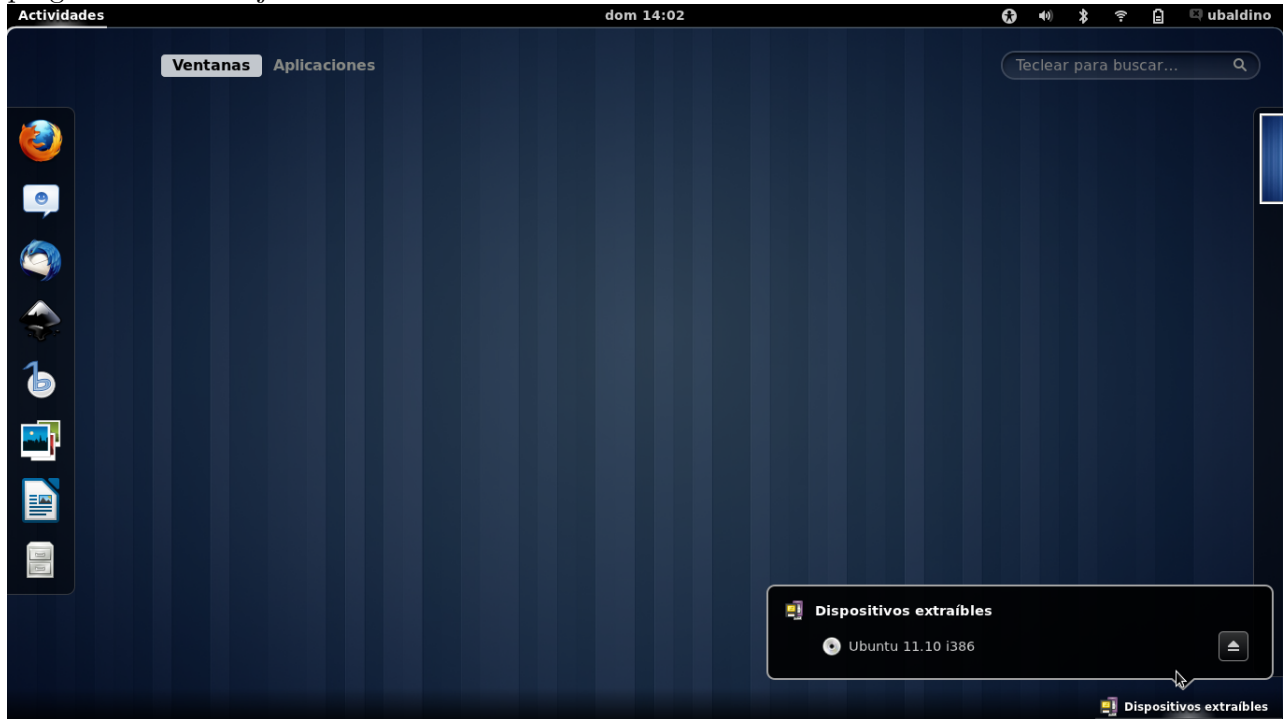 Actividades dom 14:02 ubaldino
Ventanas Aplicaciones Teclear para buscar...
Dispositivos extraíbles
Ubuntu 11.10 i386
Dispositivos extraíbles